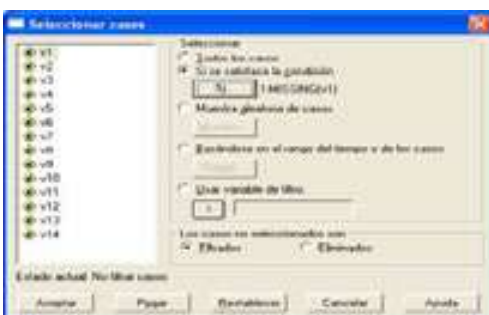 Seleccionar casos
v1
v2
v3
v4
v5
v6
v7
v8
v9
v10
v11
v12
v13
v14
Seleccionar
Todos los casos
Si se satisface la condición
Si
MISSING(v1)
Muestra aleatoria de casos
Basándose en el rango del tiempo o de los casos
Usar variable de filtro:
Los casos no seleccionados son
Filtrados
Eliminados
Estado actual: No filtrar casos
Aceptar
Pegar
Restablecer
Cancelar
Ayuda